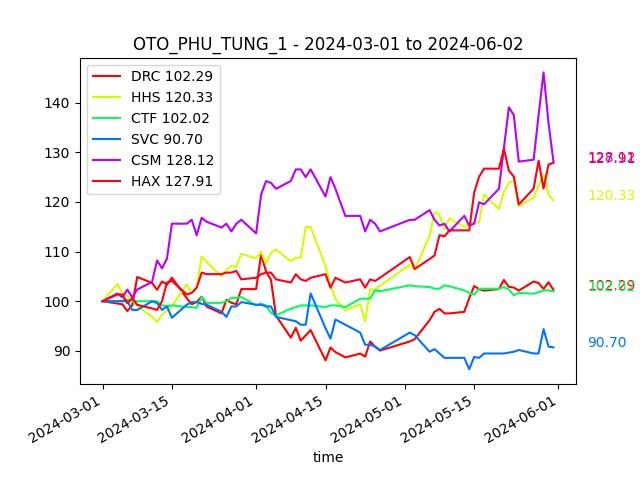 OTO_PHU_TUNG_1 - 2024-03-01 to 2024-06-02
DRC 102.29
HHS 120.33
CTF 102.02
SVC 90.70
CSM 128.12
HAX 127.91
140
130
120
110
100
90
120.33
90.70
2024-03-01
2024-03-15
2024-04-01
2024-04-15
2024-05-01
2024-05-15
2024-06-01
time